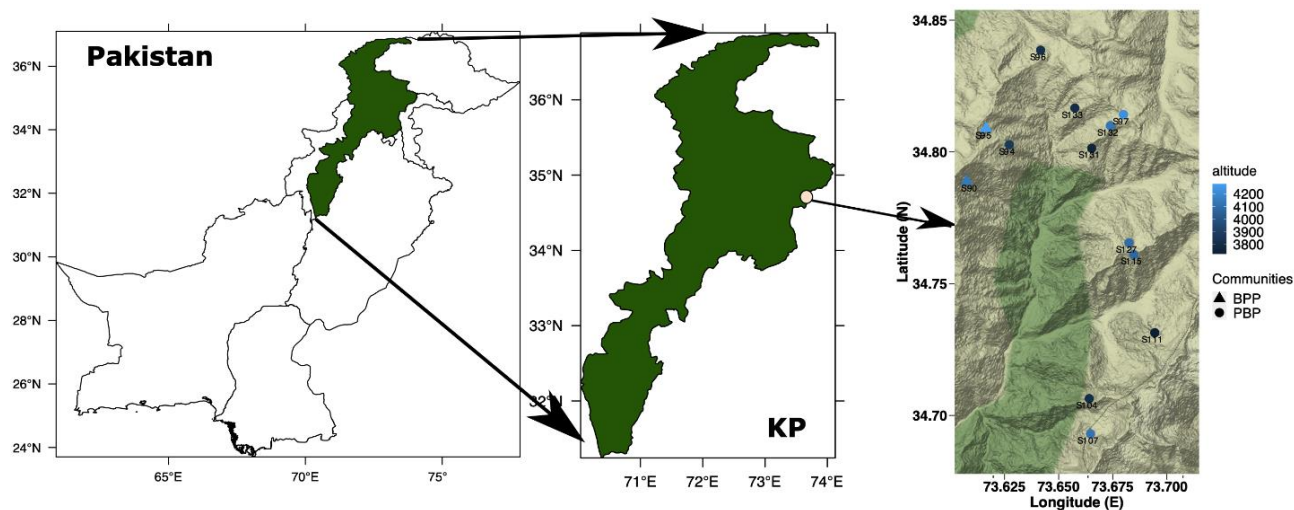 Pakistan
36°N
34°N
32°N
30°N
28°N
26°N
24°N
65°E
70°E
75°E
36°N
35°N
34°N
33°N
32°N
KP
71°E
72°E
73°E
74°E
Latitude (N)
34.85
34.80
34.75
34.70
S96
S133
S97
S132
S95
S94
S131
S90
S127
S115
S111
S104
S107
73.625 73.650 73.675 73.700
Longitude (E)
altitude
4200
4100
4000
3900
3800
Communities
BPP
PBP